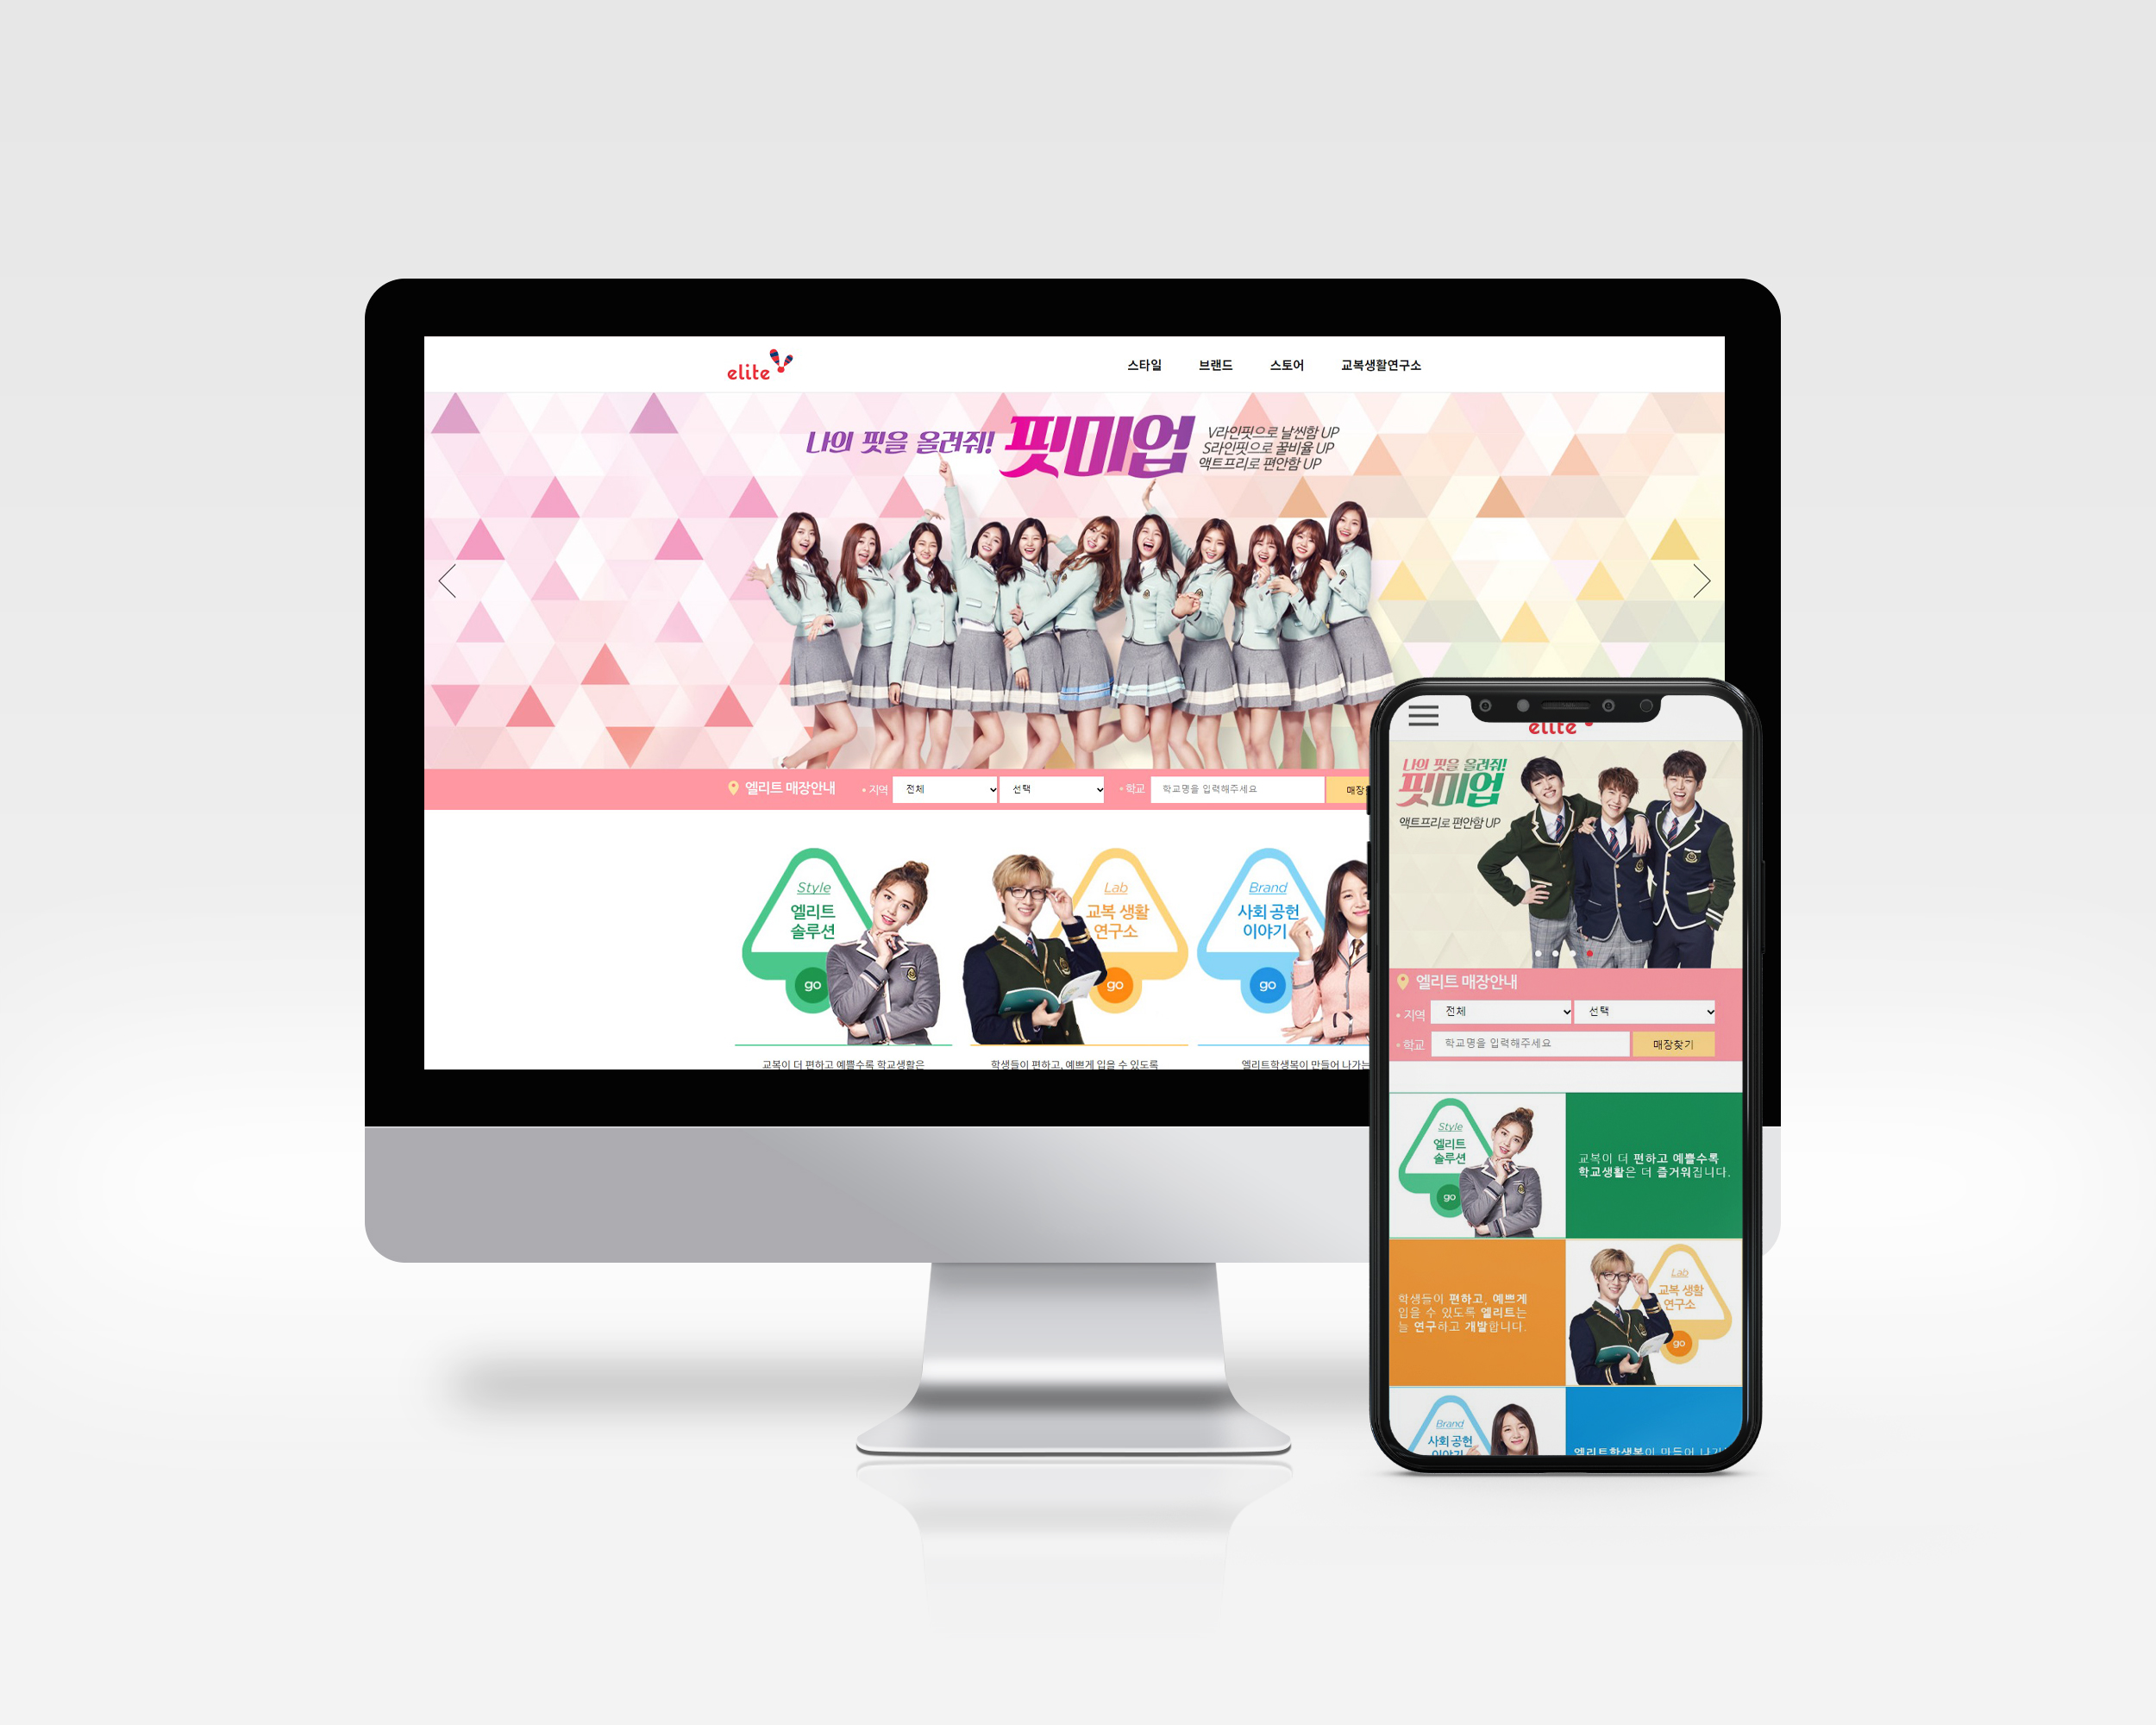 elite
스타일 브랜드 스토어 교복생활연구소
나의 핏을 올려줘! 핏미업
V라인핏으로 날씬함 UP
S라인핏으로 꿀비율 UP
액트프리로 편안함 UP
엘리트 매장안내 • 지역 전체 선택 • 학교 학교명을 입력해주세요 매장
Style
엘리트
솔루션
go
Lab
교복 생활
연구소
go
Brand
사회 공헌
이야기
go
교복이 더 편하고 예쁠수록 학교생활은
학생들이 편하고, 예쁘게 입을 수 있도록
엘리트학생복이 만들어 나가는
elite
나의 핏을 올려줘!
핏미업
액트프리로 편안함 UP
엘리트 매장안내
• 지역 전체 선택
• 학교 학교명을 입력해주세요 매장찾기
Style
엘리트
솔루션
go
교복이 더 편하고 예쁠수록
학교생활은 더 즐거워집니다.
학생들이 편하고, 예쁘게
입을 수 있도록 엘리트는
는 연구하고 개발합니다.
Lab
교복 생활
연구소
go
Brand
사회 공헌
이야기
엘리트학생복이 만들어 나가